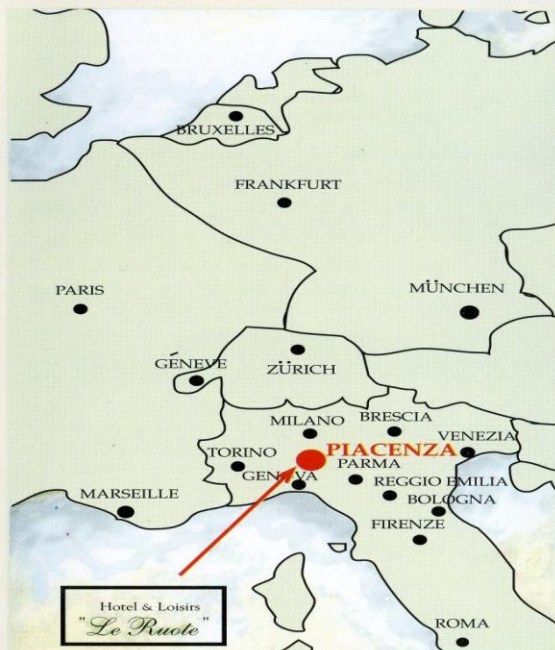 BRUXELLES
FRANKFURT
PARIS
MÜNCHEN
GÉNEVE
ZÜRICH
MILANO
BRESCIA
PIACENZA
VENEZIA
TORINO
GENOVA
PARMA
REGGIO EMILIA
BOLOGNA
MARSEILLE
FIRENZE
Hotel & Loisirs
"Le Ruote"
ROMA